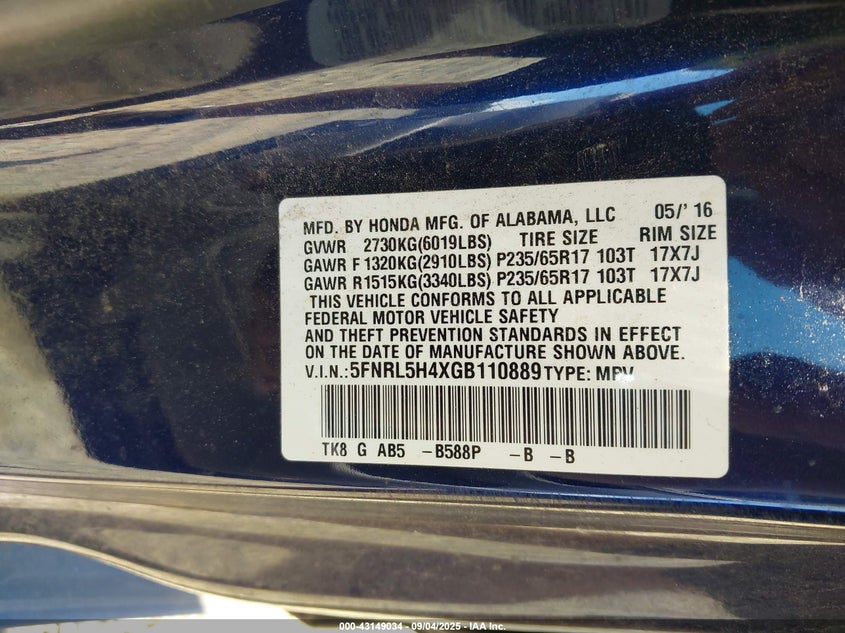 MFD. BY HONDA MFG. OF ALABAMA, LLC 05/' 16
GVWR 2730KG(6019LBS) TIRE SIZE RIM SIZE
GAWR F 1320KG(2910LBS) P235/65R17 103T 17X7J
GAWR R1515KG(3340LBS) P235/65R17 103T 17X7J
THIS VEHICLE CONFORMS TO ALL APPLICABLE
FEDERAL MOTOR VEHICLE SAFETY
AND THEFT PREVENTION STANDARDS IN EFFECT
ON THE DATE OF MANUFACTURE SHOWN ABOVE.
V.I.N.:5FNRL5H4XGB110889 TYPE: MPV
TK8 G AB5 -B588P -B -B
000-43149034 - 09/04/2025 - IAA Inc.